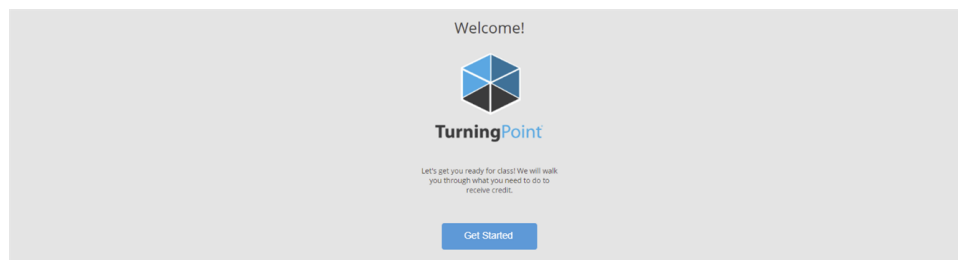 Welcome!
TurningPoint
Let's get you ready for class! We will walk
you through what you need to do to
receive credit.
Get Started